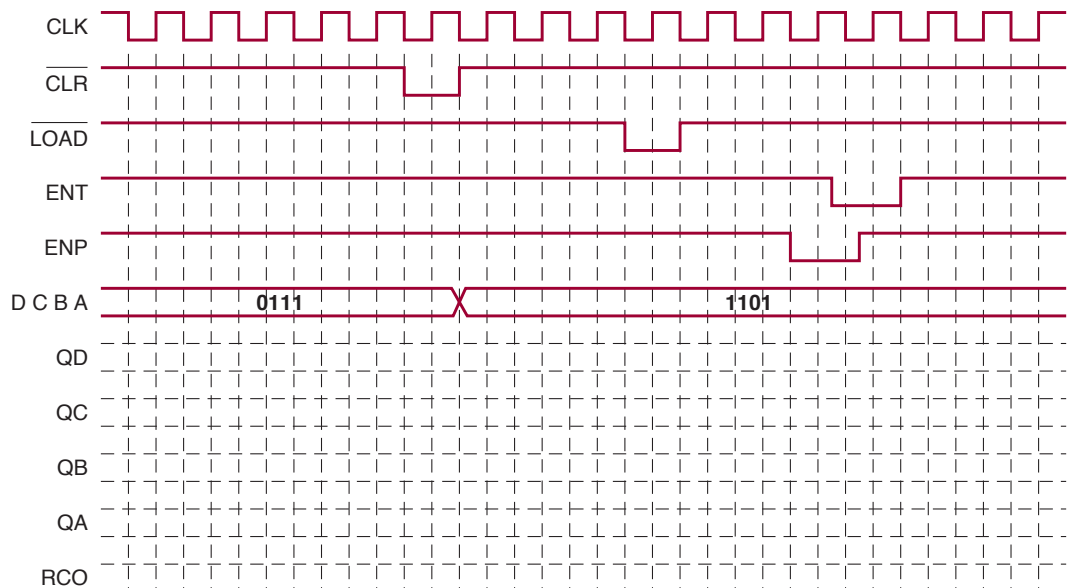 CLK
CLR
LOAD
ENT
ENP
D C B A 0111 1101
QD
QC
QB
QA
RCO